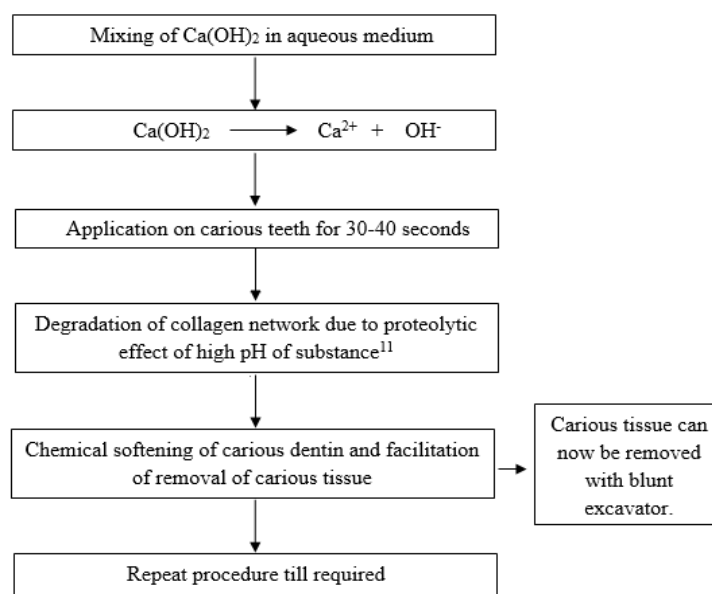 Mixing of Ca(OH)₂ in aqueous medium
Ca(OH)₂ ⟶ Ca²⁺ + OH⁻
Application on carious teeth for 30-40 seconds
Degradation of collagen network due to proteolytic
effect of high pH of substance¹¹
Chemical softening of carious dentin and facilitation
of removal of carious tissue
Carious tissue can
now be removed
with blunt
excavator.
Repeat procedure till required